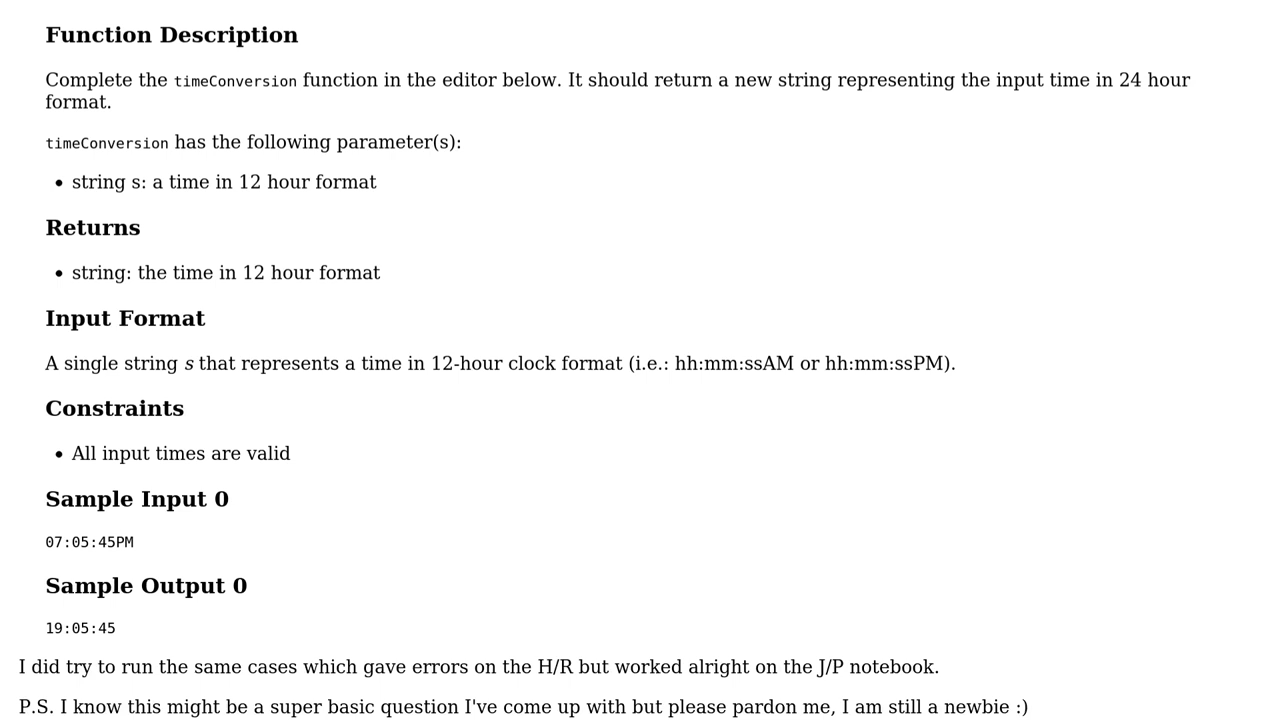 Function Description
Complete the timeConversion function in the editor below. It should return a new string representing the input time in 24 hour
format.
timeConversion has the following parameter(s):
• string s: a time in 12 hour format
Returns
• string: the time in 12 hour format
Input Format
A single string s that represents a time in 12-hour clock format (i.e.: hh:mm:ssAM or hh:mm:ssPM).
Constraints
• All input times are valid
Sample Input 0
07:05:45PM
Sample Output 0
19:05:45
I did try to run the same cases which gave errors on the H/R but worked alright on the J/P notebook.
P.S. I know this might be a super basic question I've come up with but please pardon me, I am still a newbie :)